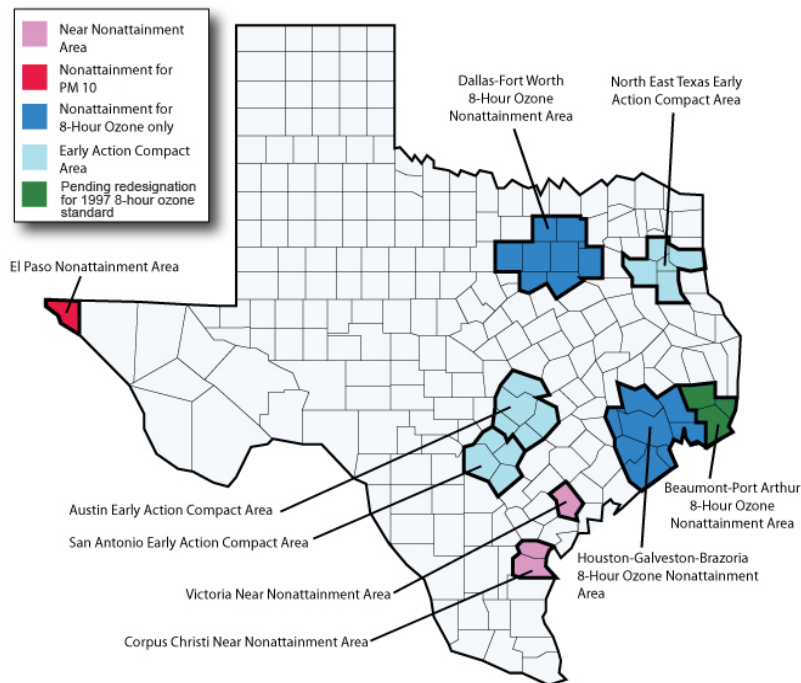 Near Nonattainment
Area
Nonattainment for
PM 10
Nonattainment for
8-Hour Ozone only
Early Action Compact
Area
Pending redesignation
for 1997 8-hour ozone
standard
Dallas-Fort Worth
8-Hour Ozone
Nonattainment Area
North East Texas Early
Action Compact Area
El Paso Nonattainment Area
Austin Early Action Compact Area
San Antonio Early Action Compact Area
Victoria Near Nonattainment Area
Corpus Christi Near Nonattainment Area
Beaumont-Port Arthur
8-Hour Ozone
Nonattainment Area
Houston-Galveston-Brazoria
8-Hour Ozone Nonattainment
Area